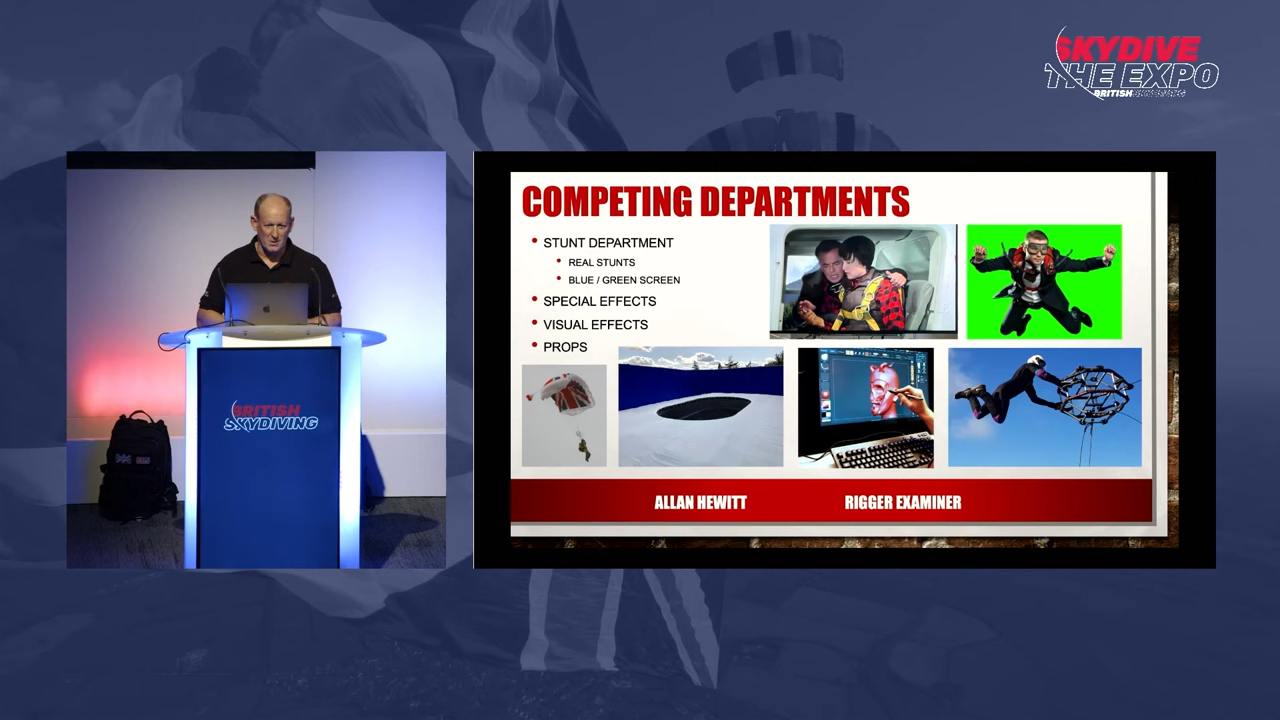 SKYDIVE
THE EXPO
BRITISH SKYDIVING
COMPETING DEPARTMENTS
STUNT DEPARTMENT
REAL STUNTS
BLUE / GREEN SCREEN
SPECIAL EFFECTS
VISUAL EFFECTS
PROPS
ALLAN HEWITT
RIGGER EXAMINER
BRITISH
SKYDIVING